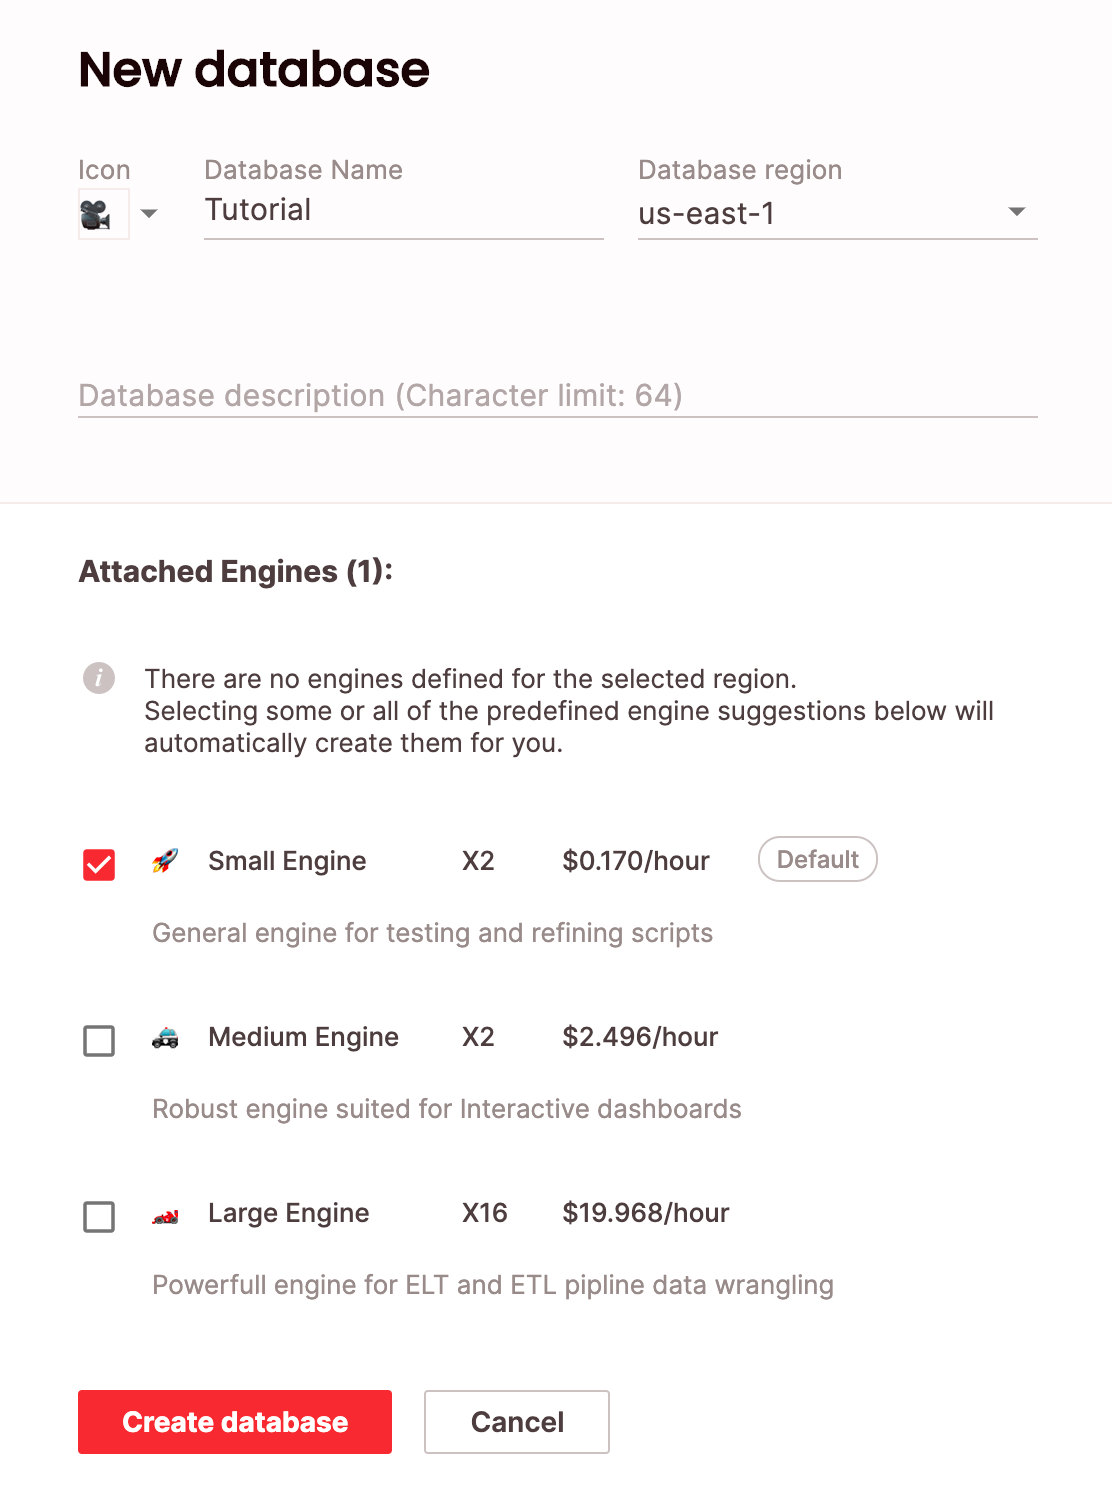 New database
Icon
Database Name
Database region
Tutorial
us-east-1
Database description (Character limit: 64)
Attached Engines (1):
i
There are no engines defined for the selected region.
Selecting some or all of the predefined engine suggestions below will
automatically create them for you.
Small Engine X2 $0.170/hour Default
General engine for testing and refining scripts
Medium Engine X2 $2.496/hour
Robust engine suited for Interactive dashboards
Large Engine X16 $19.968/hour
Powerfull engine for ELT and ETL pipline data wrangling
Create database Cancel